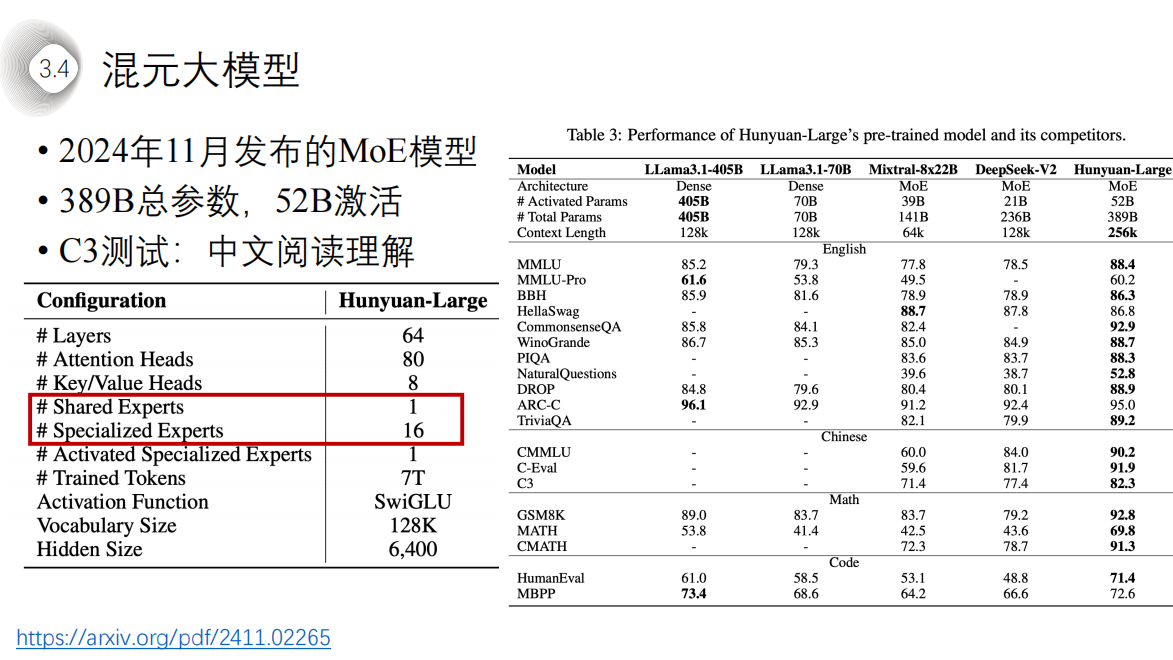 3.4
混元大模型
• 2024年11月发布的MoE模型
• 389B总参数，52B激活
• C3测试：中文阅读理解
Configuration Hunyuan-Large
# Layers 64
# Attention Heads 80
# Key/Value Heads 8
# Shared Experts 1
# Specialized Experts 16
# Activated Specialized Experts 1
# Trained Tokens 7T
Activation Function SwiGLU
Vocabulary Size 128K
Hidden Size 6,400
Table 3: Performance of Hunyuan-Large's pre-trained model and its competitors.
Model LLama3.1-405B LLama3.1-70B Mixtral-8x22B DeepSeek-V2 Hunyuan-Large
Architecture Dense Dense MoE MoE MoE
# Activated Params 405B 70B 39B 21B 52B
# Total Params 405B 70B 141B 236B 389B
Context Length 128k 128k 64k 128k 256k
English
MMLU 85.2 79.3 77.8 78.5 88.4
MMLU-Pro 61.6 53.8 49.5 - 60.2
BBH 85.9 81.6 78.9 78.9 86.3
HellaSwag - - 88.7 87.8 86.8
CommonsenseQA 85.8 84.1 82.4 - 92.9
WinoGrande 86.7 85.3 85.0 84.9 88.7
PIQA - - 83.6 83.7 88.3
NaturalQuestions - - 39.6 38.7 52.8
DROP 84.8 79.6 80.4 80.1 88.9
ARC-C 96.1 92.9 91.2 92.4 95.0
TriviaQA - - 82.1 79.9 89.2
Chinese
CMMLU - - 60.0 84.0 90.2
C-Eval - - 59.6 81.7 91.9
C3 - - 71.4 77.4 82.3
Math
GSM8K 89.0 83.7 83.7 79.2 92.8
MATH 53.8 41.4 42.5 43.6 69.8
CMATH - - 72.3 78.7 91.3
Code
HumanEval 61.0 58.5 53.1 48.8 71.4
MBPP 73.4 68.6 64.2 66.6 72.6
https://arxiv.org/pdf/2411.02265